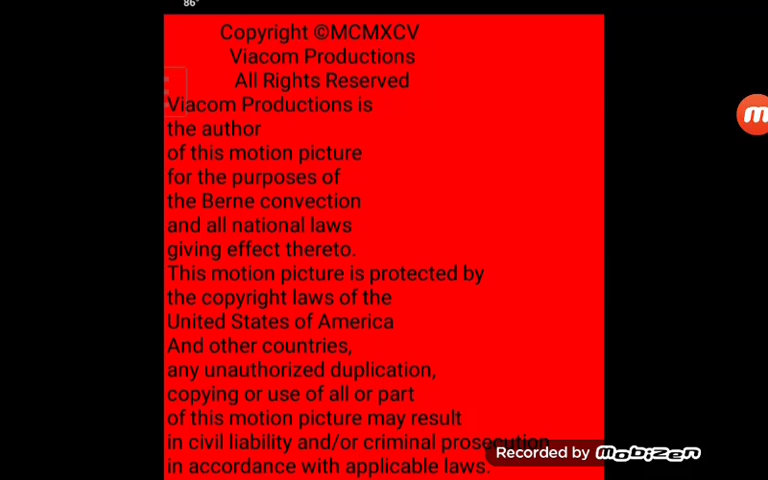 86°
Copyright ©MCMXCV
Viacom Productions
All Rights Reserved
Viacom Productions is
the author
of this motion picture
for the purposes of
the Berne convection
and all national laws
giving effect thereto.
This motion picture is protected by
the copyright laws of the
United States of America
And other countries,
any unauthorized duplication,
copying or use of all or part
of this motion picture may result
in civil liability and/or criminal prosecution
in accordance with applicable laws.
Recorded by Mobizen
m